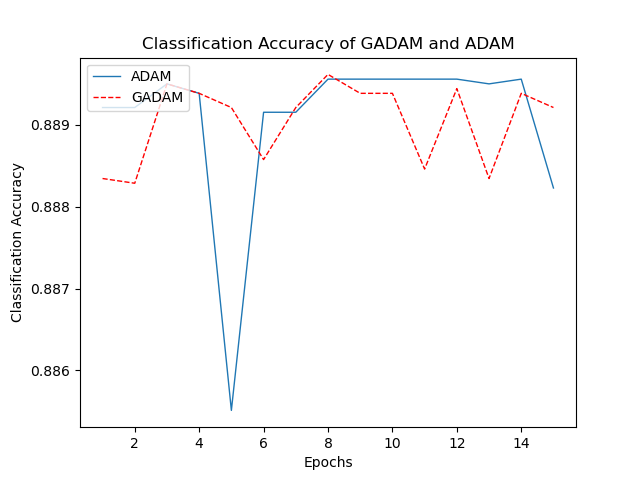 Classification Accuracy of GADAM and ADAM
ADAM
GADAM
0.889
0.888
0.887
0.886
Classification Accuracy
2 4 6 8 10 12 14
Epochs